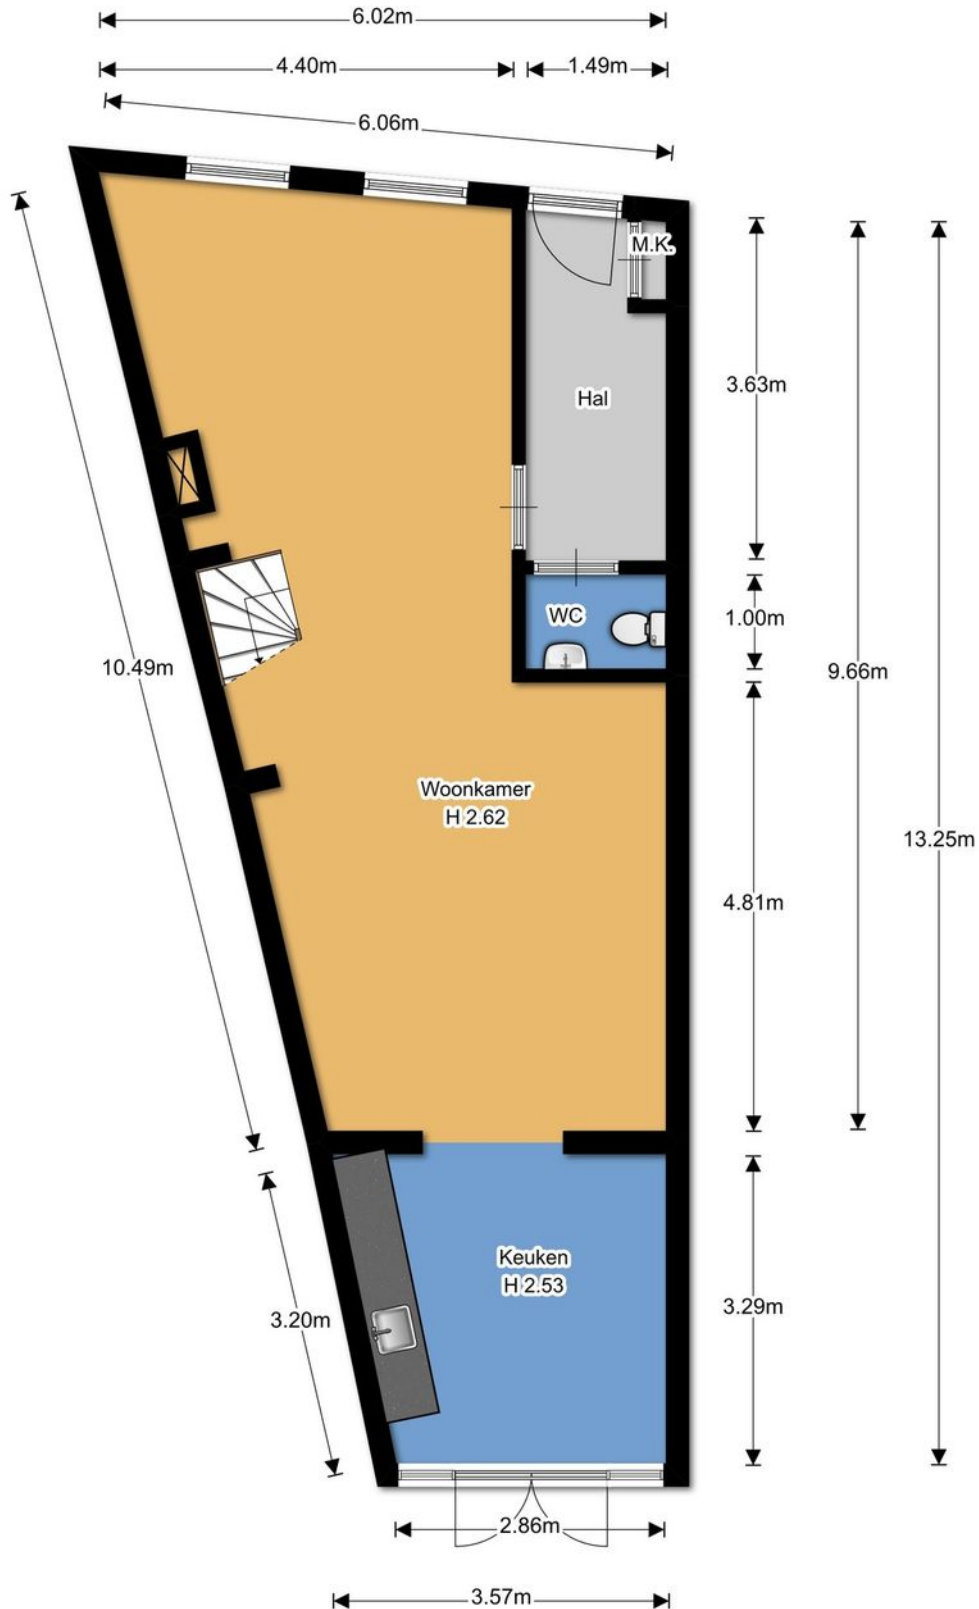 6.02m
4.40m
1.49m
6.06m
M.K.
3.63m
Hal
WC
1.00m
10.49m
9.66m
Woonkamer
H 2.62
13.25m
4.81m
Keuken
H 2.53
3.29m
3.20m
2.86m
3.57m